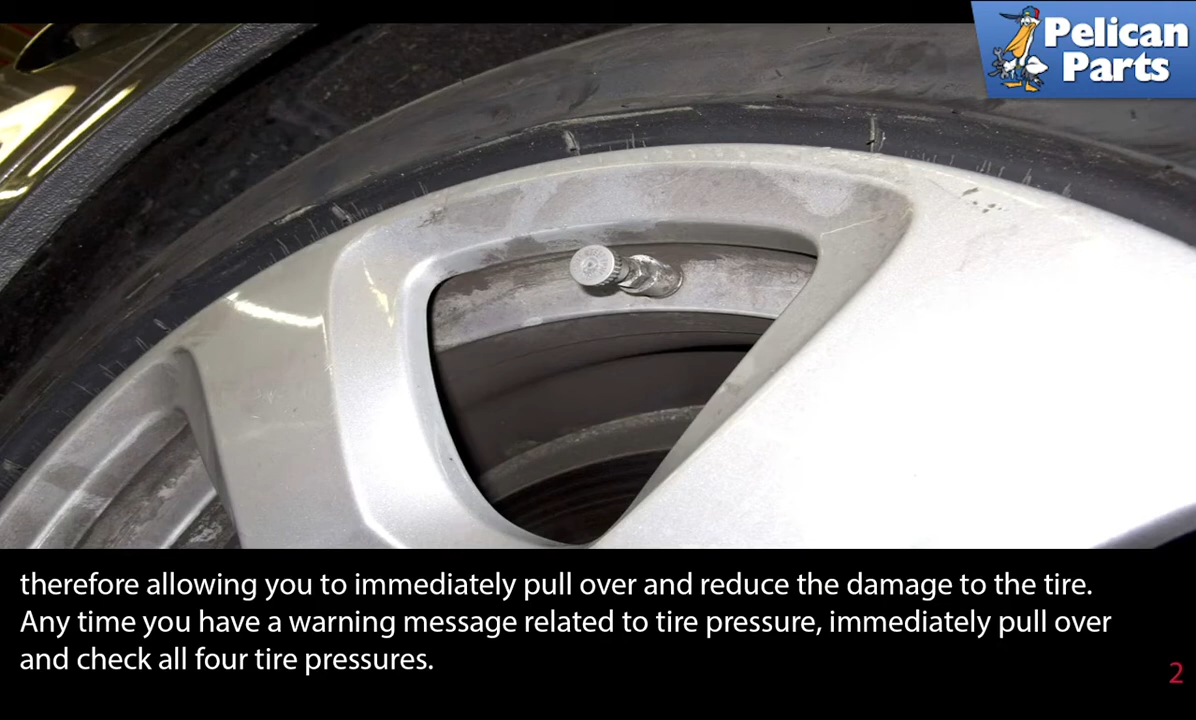 Pelican
Parts
therefore allowing you to immediately pull over and reduce the damage to the tire.
Any time you have a warning message related to tire pressure, immediately pull over
and check all four tire pressures.
2